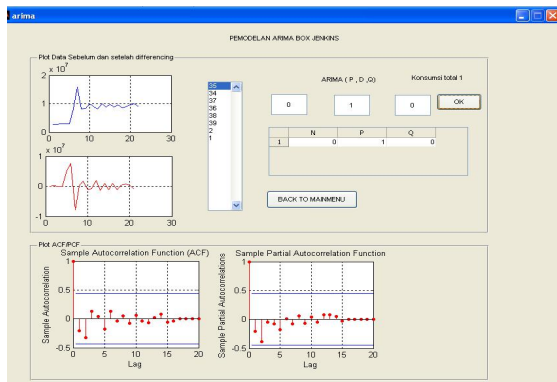 arima
PEMODELAN ARIMA BOX JENKINS
Plot Data Sebelum dan setelah differencing
x 10^7
2
1
0
0 10 20 30
x 10^7
1
0
-1
0 10 20 30
35
34
37
36
38
39
2
1
ARIMA ( P , D ,Q)
Konsumsi total 1
0 1 0 OK
N P Q
1 0 1 0
BACK TO MAINMENU
Plot ACF/PCF
Sample Autocorrelation Function (ACF)
Sample Autocorrelation
1
0.5
0
-0.5
0 5 10 15 20
Lag
Sample Partial Autocorrelation Function
Sample Partial Autocorrelations
1
0.5
0
-0.5
0 5 10 15 20
Lag